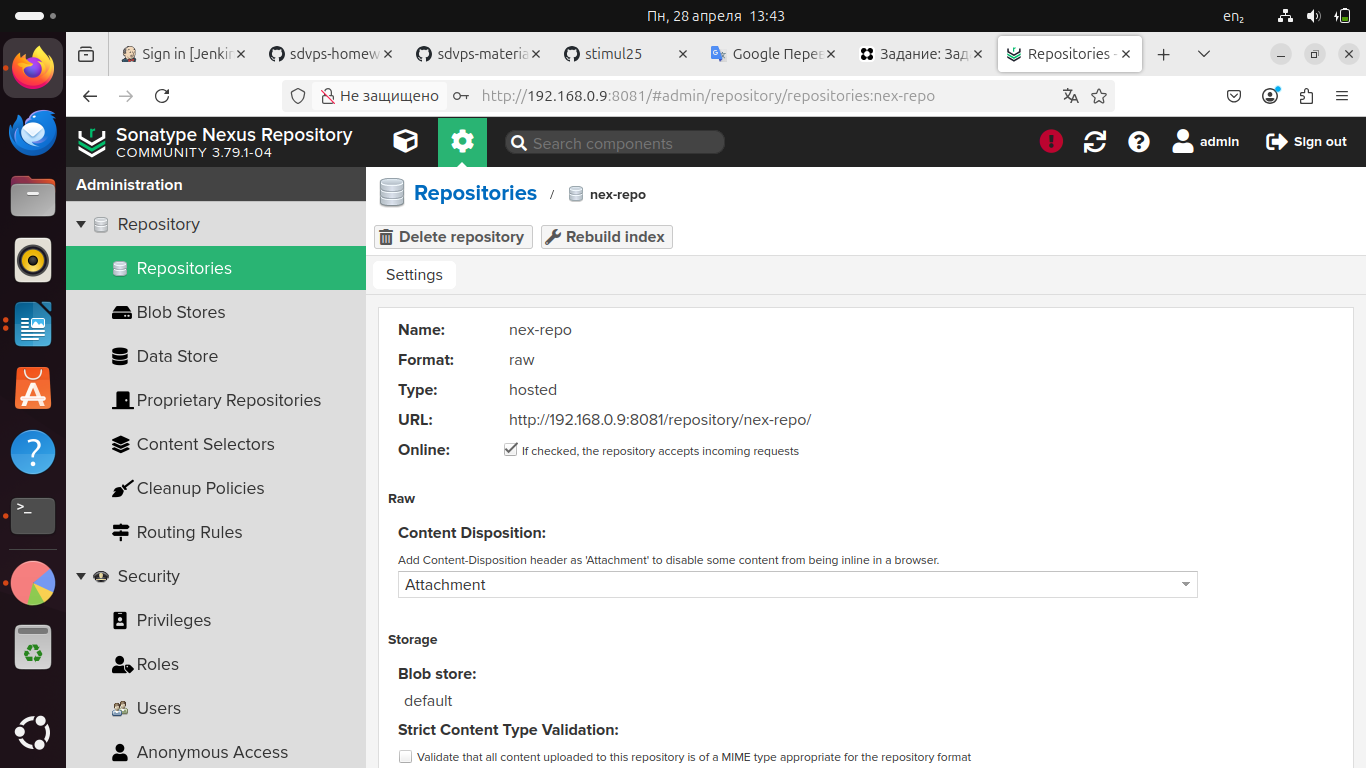 Пн, 28 апреля 13:43
en₂
Sign in [Jenkin
sdvps-homew
sdvps-materia
stimul25
Google Перев
Задание: Зад
Repositories -
Не защищено
http://192.168.0.9:8081/#admin/repository/repositories:nex-repo
Sonatype Nexus Repository
COMMUNITY 3.79.1-04
Search components
admin
Sign out
Administration
Repositories / nex-repo
Repository
Delete repository
Rebuild index
Repositories
Settings
Blob Stores
Data Store
Proprietary Repositories
Content Selectors
Cleanup Policies
Routing Rules
Security
Privileges
Roles
Users
Anonymous Access
Name: nex-repo
Format: raw
Type: hosted
URL: http://192.168.0.9:8081/repository/nex-repo/
Online: If checked, the repository accepts incoming requests
Raw
Content Disposition:
Add Content-Disposition header as 'Attachment' to disable some content from being inline in a browser.
Attachment
Storage
Blob store:
default
Strict Content Type Validation:
Validate that all content uploaded to this repository is of a MIME type appropriate for the repository format